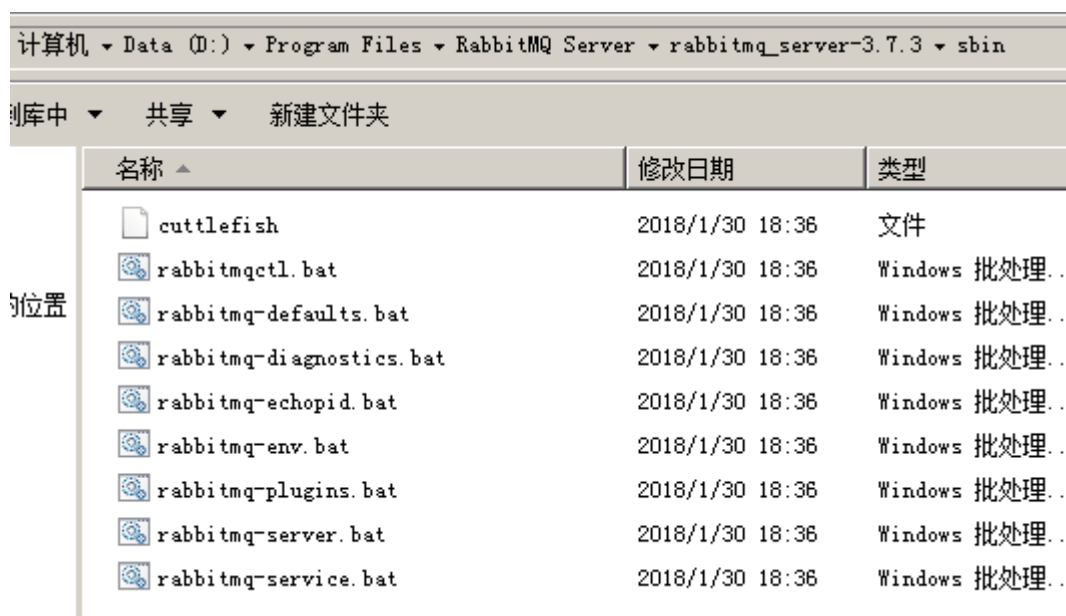 计算机 ▾ Data (D:) ▾ Program Files ▾ RabbitMQ Server ▾ rabbitmq_server-3.7.3 ▾ sbin
到库中 ▾ 共享 ▾ 新建文件夹
名称 修改日期 类型
cuttlefish 2018/1/30 18:36 文件
rabbitmqctl.bat 2018/1/30 18:36 Windows 批处理...
rabbitmq-defaults.bat 2018/1/30 18:36 Windows 批处理...
的位置
rabbitmq-diagnostics.bat 2018/1/30 18:36 Windows 批处理...
rabbitmq-echopid.bat 2018/1/30 18:36 Windows 批处理...
rabbitmq-env.bat 2018/1/30 18:36 Windows 批处理...
rabbitmq-plugins.bat 2018/1/30 18:36 Windows 批处理...
rabbitmq-server.bat 2018/1/30 18:36 Windows 批处理...
rabbitmq-service.bat 2018/1/30 18:36 Windows 批处理...